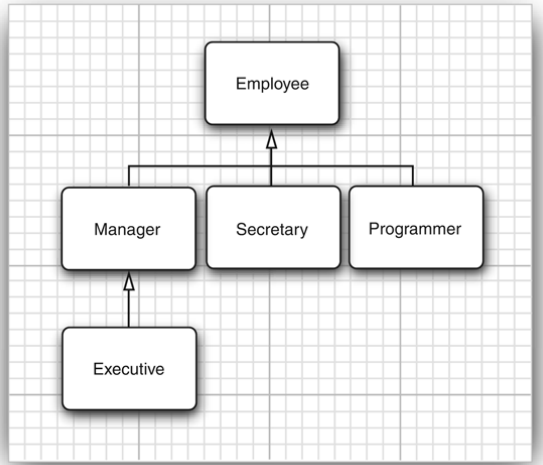 Employee
Manager
Secretary
Programmer
Executive